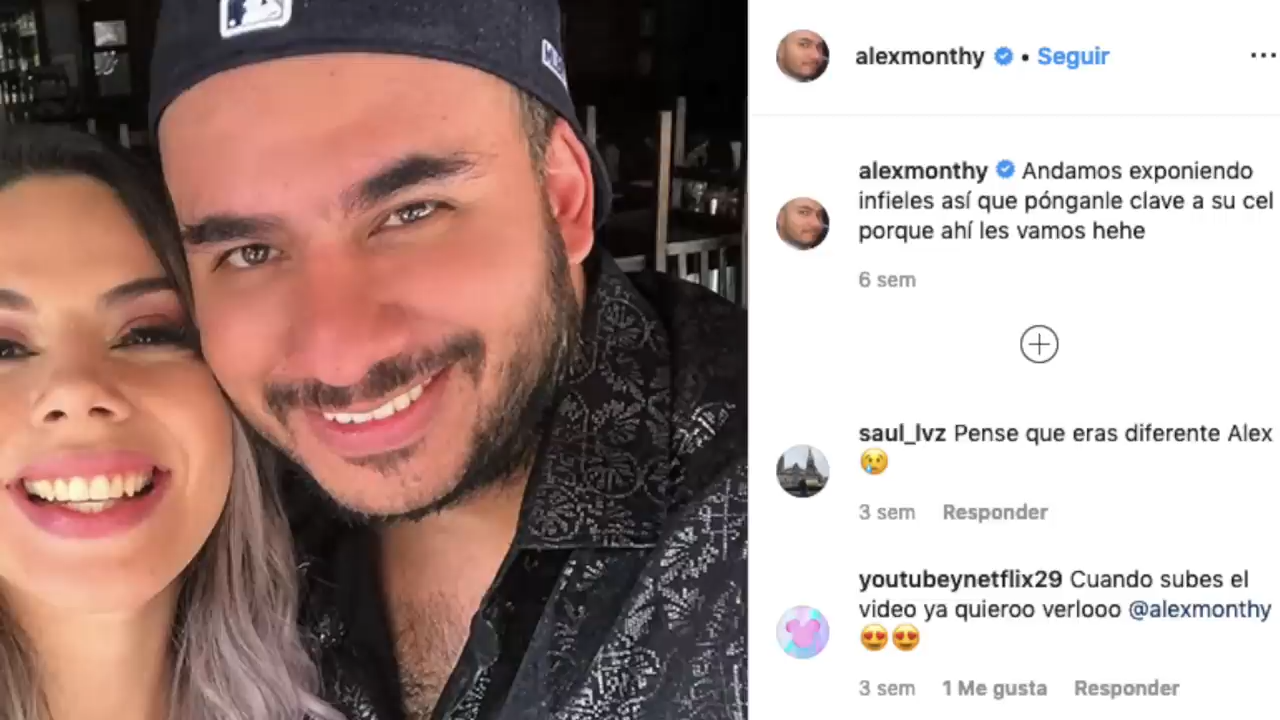 alexmonthy • Seguir
alexmonthy Andamos exponiendo
infieles así que pónganle clave a su cel
porque ahí les vamos hehe
6 sem
saul_lvz Pense que eras diferente Alex
😢
3 sem Responder
youtubeynetflix29 Cuando subes el
video ya quieroo verlooo @alexmonthy
😍😍
3 sem 1 Me gusta Responder